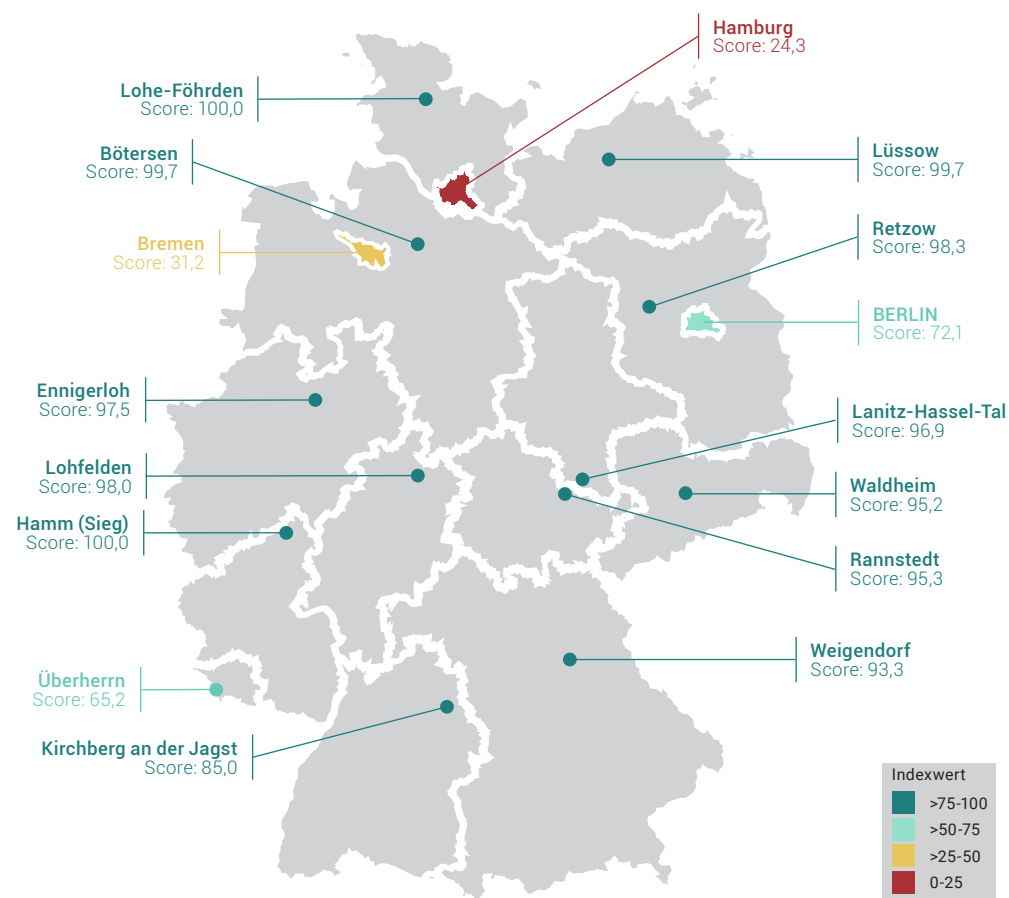 Hamburg
Score: 24,3
Lohe-Föhrden
Score: 100,0
Bötersen
Score: 99,7
Lüssow
Score: 99,7
Bremen
Score: 31,2
Retzow
Score: 98,3
BERLIN
Score: 72,1
Ennigerloh
Score: 97,5
Lanitz-Hassel-Tal
Score: 96,9
Lohfelden
Score: 98,0
Waldheim
Score: 95,2
Hamm (Sieg)
Score: 100,0
Rannstedt
Score: 95,3
Weigendorf
Score: 93,3
Überherrn
Score: 65,2
Kirchberg an der Jagst
Score: 85,0
Indexwert
>75-100
>50-75
>25-50
0-25